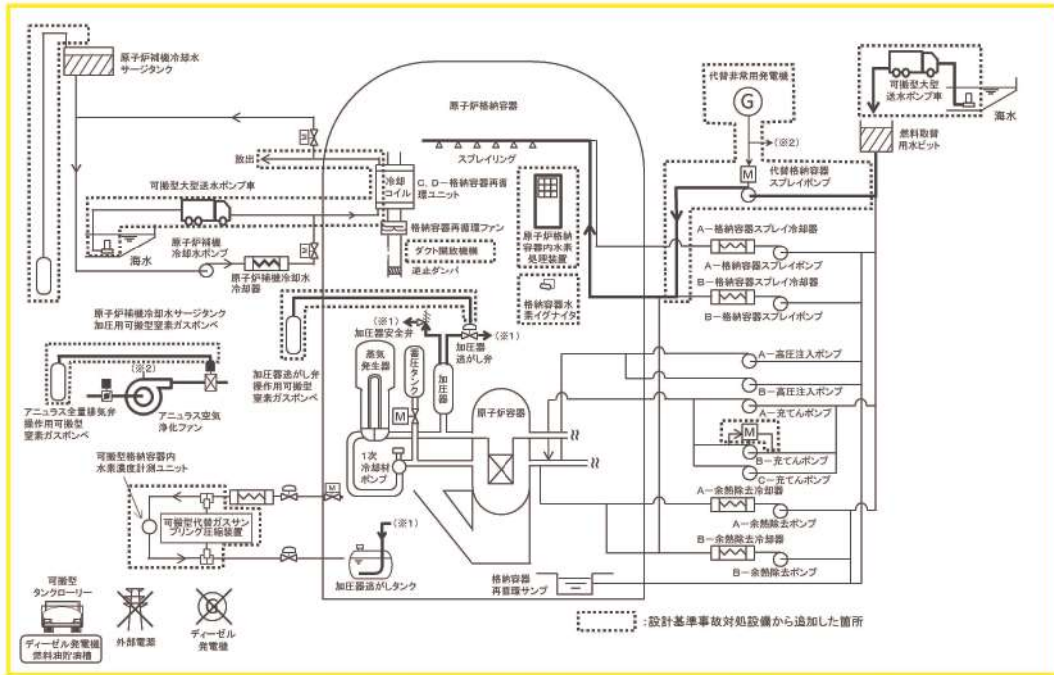 原子炉補機冷却水
サージタンク
原子炉格納容器
代替非常用発電機
G
可搬型大型
送水ポンプ車
海水
(※2)
燃料取替
用水ピット
M
代替格納容器
スプレイポンプ
M
放出
スプレイリング
冷却
コイル
C,D-格納容器再循
環ユニット
可搬型大型送水ポンプ車
格納容器再循環ファン
原子炉格納
容器内水素
処理装置
A-格納容器スプレイ冷却器
A-格納容器スプレイポンプ
B-格納容器スプレイ冷却器
B-格納容器スプレイポンプ
海水
原子炉補機
冷却水ポンプ
M
原子炉補機冷却水
冷却器
ダクト開放機構
逆止ダンパ
格納容器水
素イグナイタ
原子炉補機冷却水サージタンク
加圧用可搬型窒素ガスボンベ
(※1)
加圧器安全弁
(※1)
加圧器
逃がし弁
加圧器逃がし弁
操作用可搬型
窒素ガスボンベ
蒸気
発生器
蓄圧タンク
加圧器
原子炉容器
M
1次
冷却材
ポンプ
(※2)
アニュラス全量排気弁
操作用可搬型
窒素ガスボンベ
アニュラス空気
浄化ファン
A-高圧注入ポンプ
B-高圧注入ポンプ
A-充てんポンプ
M
B-充てんポンプ
C-充てんポンプ
A-余熱除去冷却器
A-余熱除去ポンプ
B-余熱除去冷却器
B-余熱除去ポンプ
可搬型格納容器内
水素濃度計測ユニット
M
可搬型代替ガスサン
プリング圧縮装置
(※1)
加圧器逃がしタンク
格納容器
再循環サンプ
可搬型
タンクローリー
ディーゼル発電機
燃料油貯油槽
外部電源
ディーゼル
発電機
:設計基準事故対処設備から追加した箇所